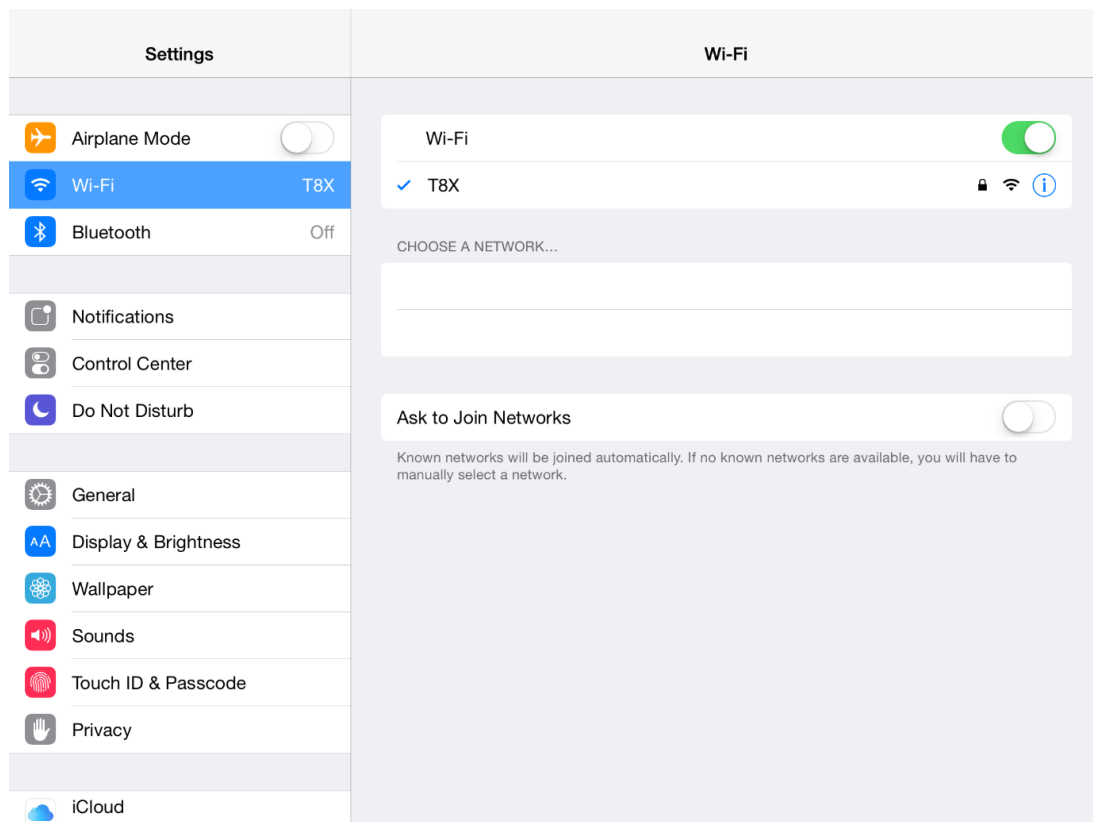 Settings
Wi-Fi
Airplane Mode
Wi-Fi T8X
Bluetooth Off
Notifications
Control Center
Do Not Disturb
General
AA Display & Brightness
Wallpaper
Sounds
Touch ID & Passcode
Privacy
iCloud
Wi-Fi
T8X
CHOOSE A NETWORK...
Ask to Join Networks
Known networks will be joined automatically. If no known networks are available, you will have to
manually select a network.